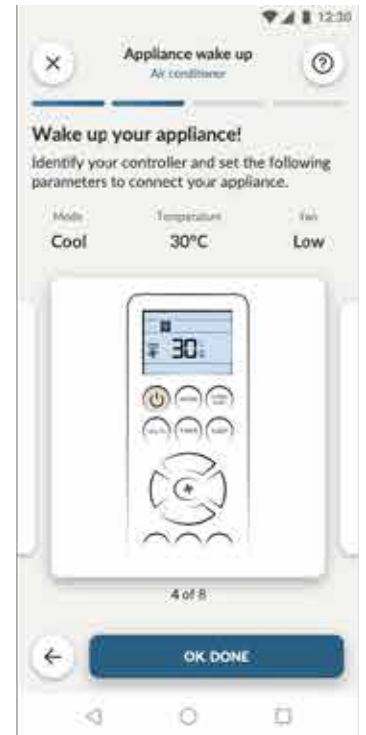 12:30
Appliance wake up
Air conditioner
Wake up your appliance!
Identify your controller and set the following
parameters to connect your appliance.
Mode Temperature Fan
Cool 30°C Low
30
4 of 8
OK DONE